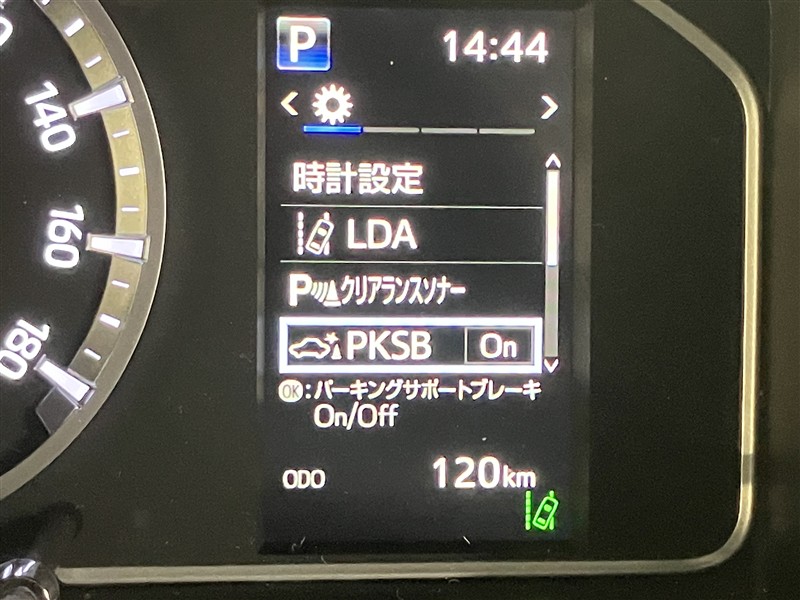 P 14:44
時計設定
LDA
Pクリアランスソナー
PKSB On
OK:パーキングサポートブレーキ
On/Off
ODO 120km
140
160
180